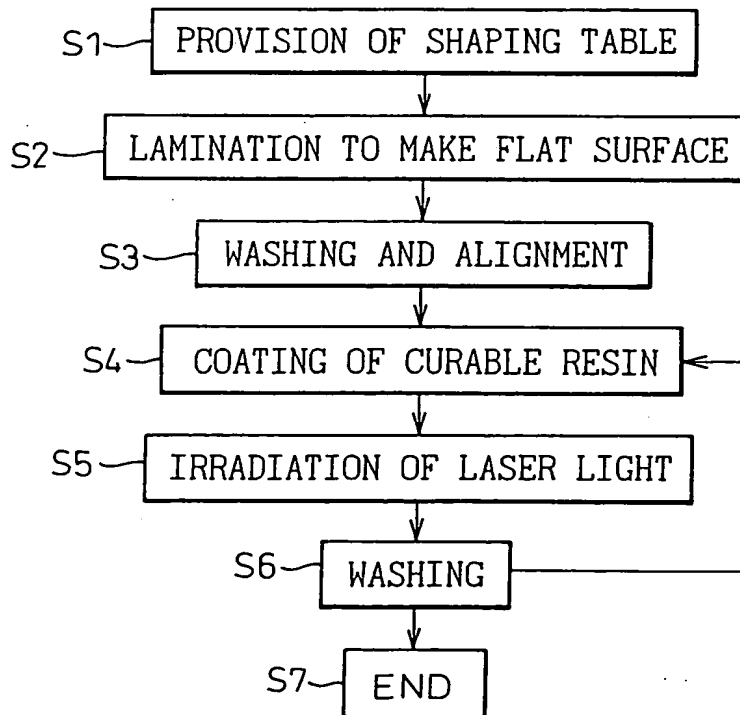 S1 PROVISION OF SHAPING TABLE
S2 LAMINATION TO MAKE FLAT SURFACE
S3 WASHING AND ALIGNMENT
S4 COATING OF CURABLE RESIN
S5 IRRADIATION OF LASER LIGHT
S6 WASHING
S7 END